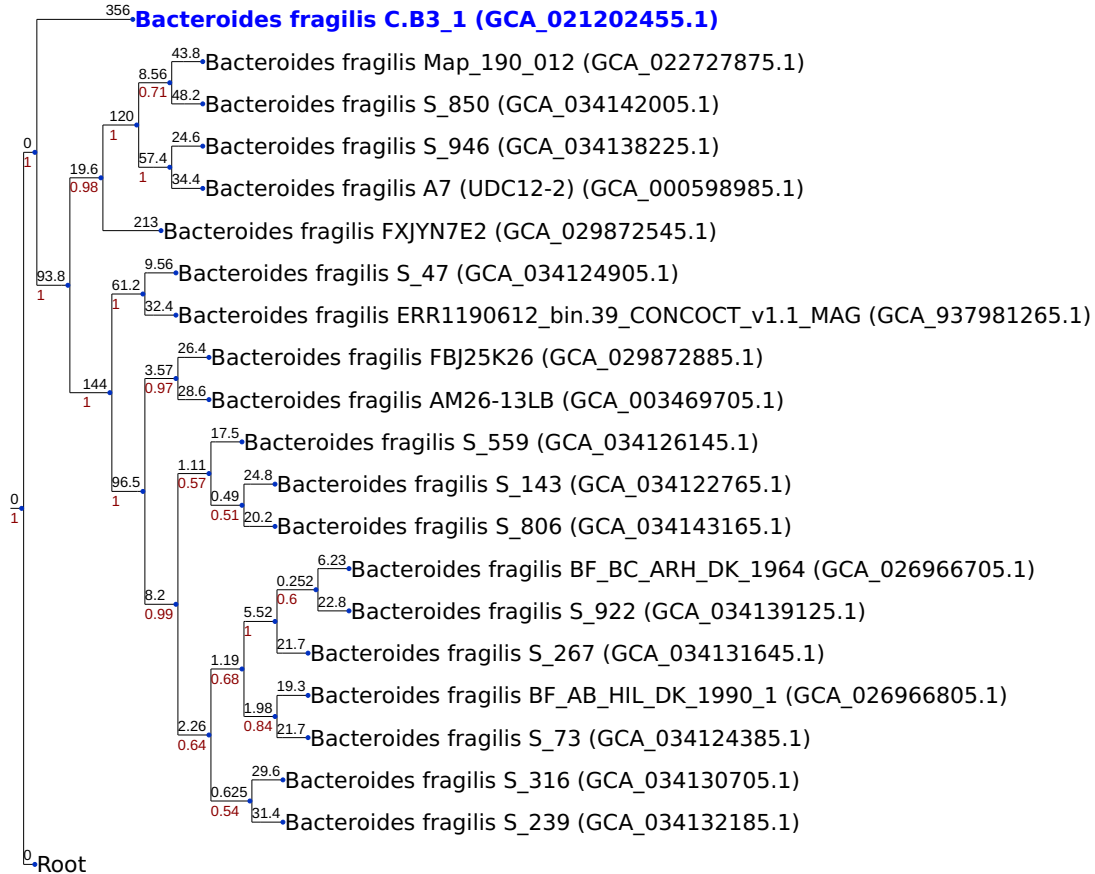 356
Bacteroides fragilis C.B3_1 (GCA_021202455.1)
43.8
Bacteroides fragilis Map_190_012 (GCA_022727875.1)
8.56
0.71
48.2
Bacteroides fragilis S_850 (GCA_034142005.1)
120
1
24.6
Bacteroides fragilis S_946 (GCA_034138225.1)
0
1
57.4
1
19.6
0.98
34.4
Bacteroides fragilis A7 (UDC12-2) (GCA_000598985.1)
213
Bacteroides fragilis FXJYN7E2 (GCA_029872545.1)
9.56
Bacteroides fragilis S_47 (GCA_034124905.1)
93.8
1
61.2
1
32.4
Bacteroides fragilis ERR1190612_bin.39_CONCOCT_v1.1_MAG (GCA_937981265.1)
26.4
Bacteroides fragilis FBJ25K26 (GCA_029872885.1)
3.57
0.97
144
1
28.6
Bacteroides fragilis AM26-13LB (GCA_003469705.1)
17.5
Bacteroides fragilis S_559 (GCA_034126145.1)
1.11
0.57
24.8
Bacteroides fragilis S_143 (GCA_034122765.1)
96.5
1
0.49
0.51
0
1
20.2
Bacteroides fragilis S_806 (GCA_034143165.1)
6.23
Bacteroides fragilis BF_BC_ARH_DK_1964 (GCA_026966705.1)
0.252
0.6
8.2
0.99
22.8
Bacteroides fragilis S_922 (GCA_034139125.1)
5.52
1
21.7
Bacteroides fragilis S_267 (GCA_034131645.1)
1.19
0.68
19.3
Bacteroides fragilis BF_AB_HIL_DK_1990_1 (GCA_026966805.1)
1.98
0.84
2.26
0.64
21.7
Bacteroides fragilis S_73 (GCA_034124385.1)
29.6
Bacteroides fragilis S_316 (GCA_034130705.1)
0.625
0.54
31.4
Bacteroides fragilis S_239 (GCA_034132185.1)
0
Root